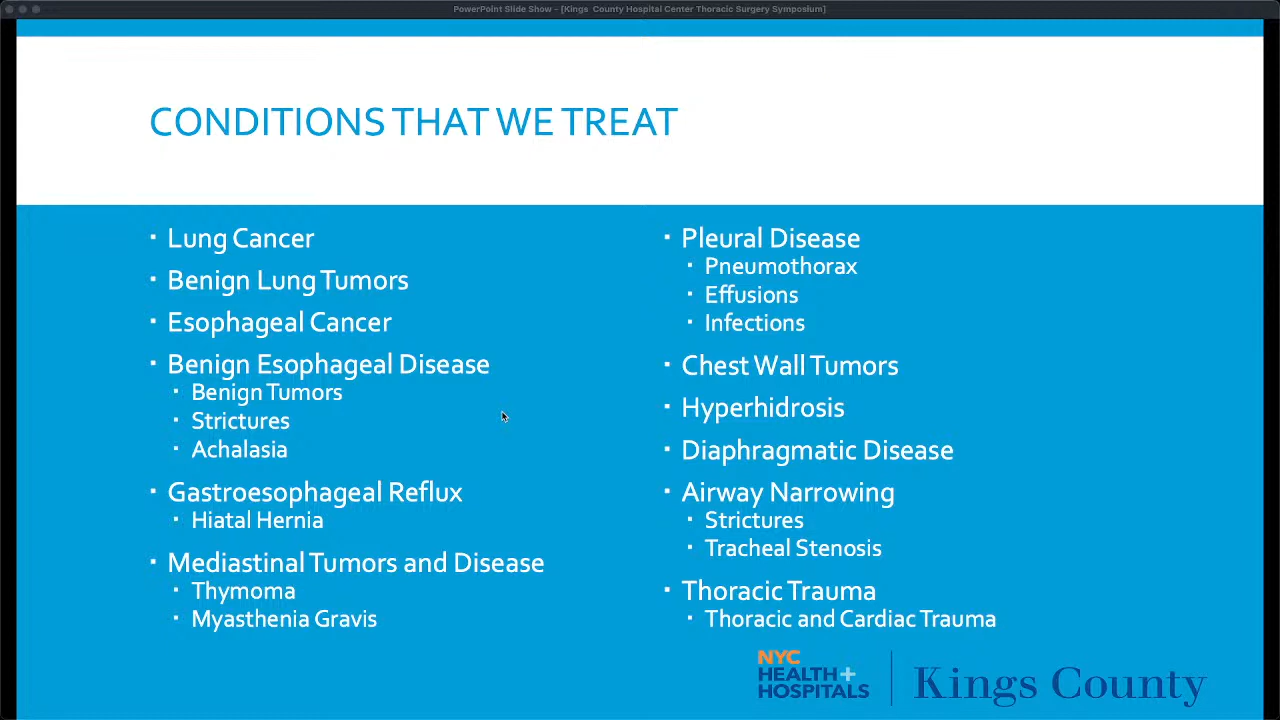 PowerPoint Slide Show - [Kings County Hospital Center Thoracic Surgery Symposium]
CONDITIONS THAT WE TREAT
▪ Lung Cancer
▪ Benign Lung Tumors
▪ Esophageal Cancer
▪ Benign Esophageal Disease
▪ Benign Tumors
▪ Strictures
▪ Achalasia
▪ Gastroesophageal Reflux
▪ Hiatal Hernia
▪ Mediastinal Tumors and Disease
▪ Thymoma
▪ Myasthenia Gravis
▪ Pleural Disease
▪ Pneumothorax
▪ Effusions
▪ Infections
▪ Chest Wall Tumors
▪ Hyperhidrosis
▪ Diaphragmatic Disease
▪ Airway Narrowing
▪ Strictures
▪ Tracheal Stenosis
▪ Thoracic Trauma
▪ Thoracic and Cardiac Trauma
NYC
HEALTH+
HOSPITALS
Kings County